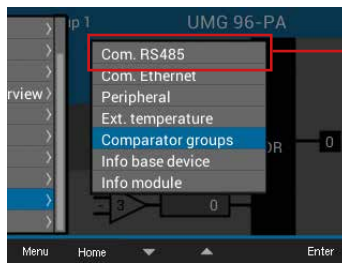 up 1
UMG 96-PA
Com. RS485
Com. Ethernet
Peripheral
rview
Ext. temperature
Comparator groups
OR
0
Info base device
Info module
3
0
Menu
Home
Enter